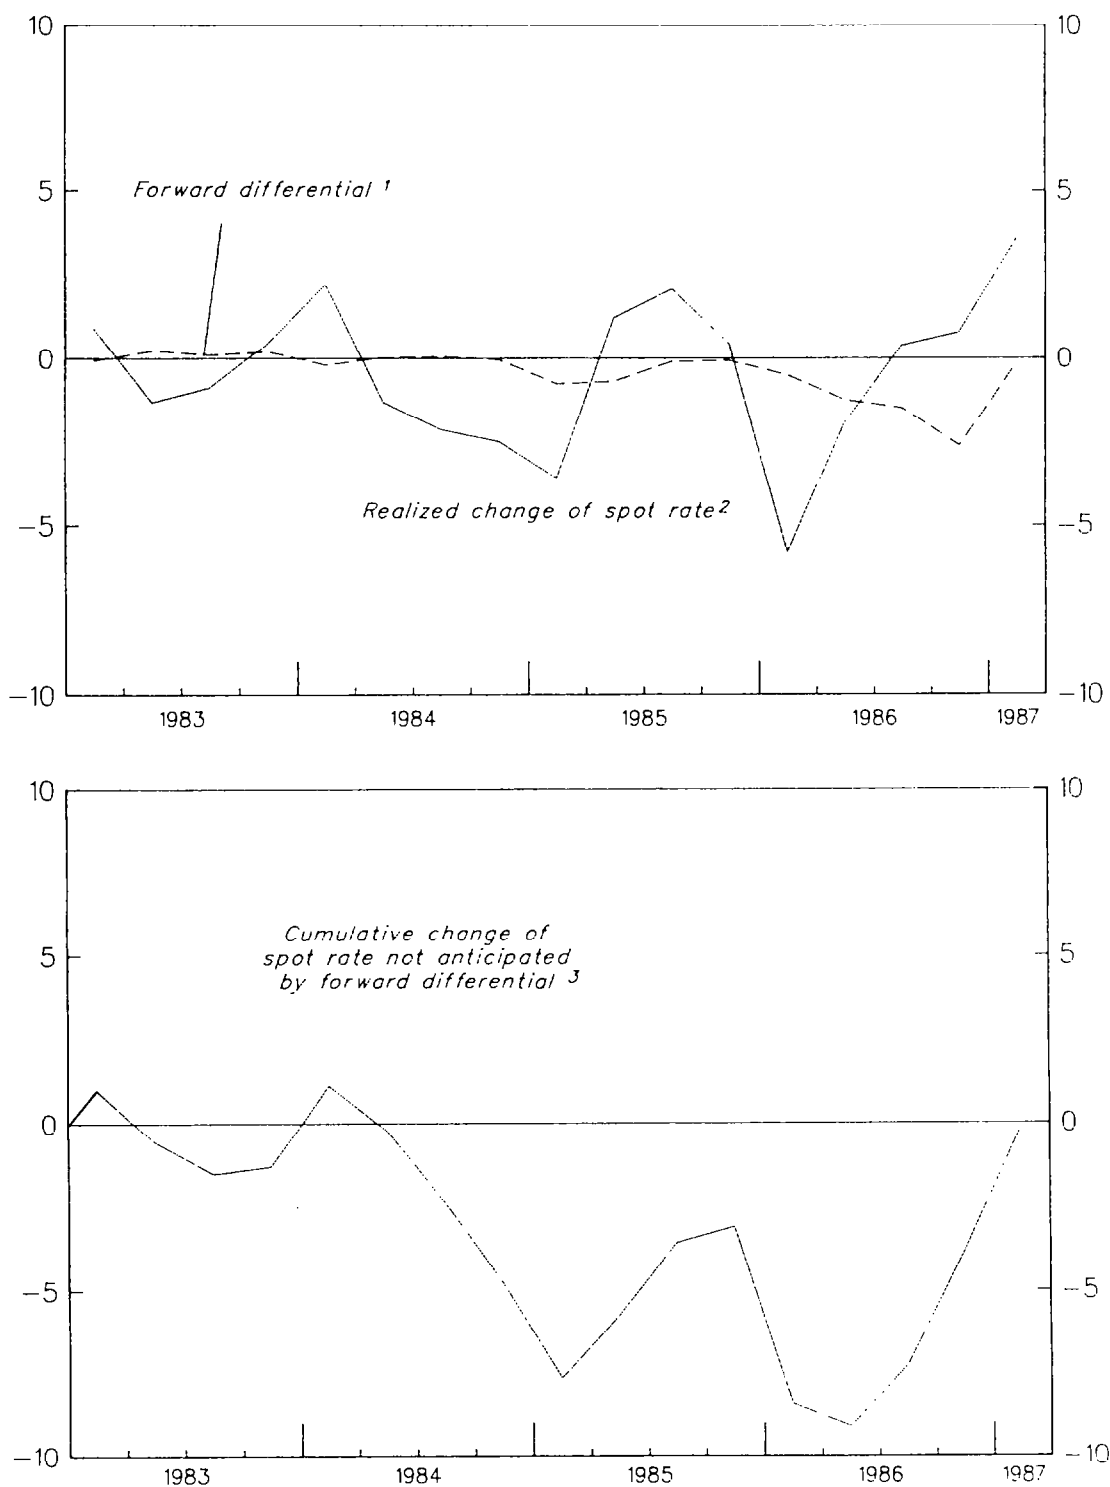 10 10
Forward differential 1
5 5
0 0
Realized change of spot rate 2
-5 -5
-10 -10
1983 1984 1985 1986 1987
10 10
Cumulative change of
spot rate not anticipated
by forward differential 3
5 5
0 0
-5 -5
-10 -10
1983 1984 1985 1986 1987